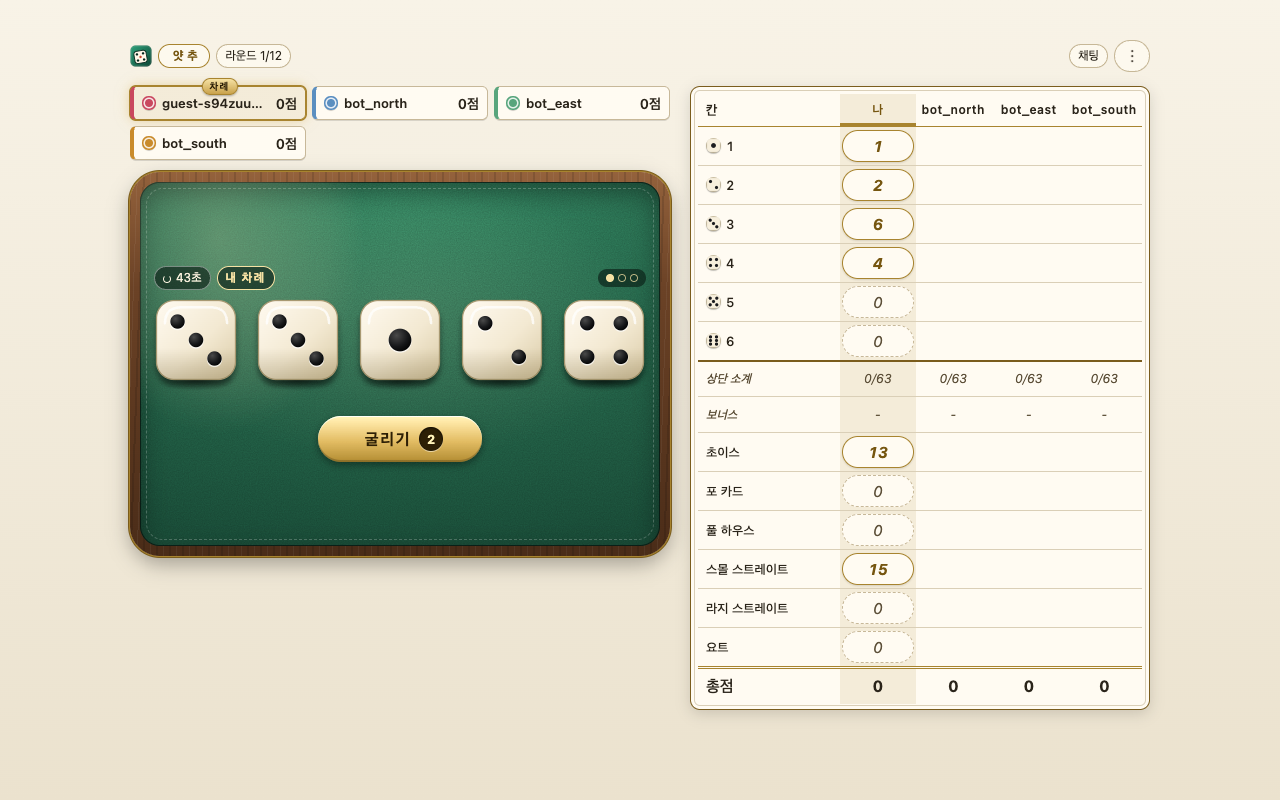 얏추
라운드 1/12
채팅
차례
guest-s94zuu... 0점
bot_north 0점
bot_east 0점
bot_south 0점
43초
내 차례
굴리기 2
칸 나 bot_north bot_east bot_south
1 1
2 2
3 6
4 4
5 0
6 0
상단 소계 0/63 0/63 0/63 0/63
보너스 - - - -
초이스 13
포 카드 0
풀 하우스 0
스몰 스트레이트 15
라지 스트레이트 0
요트 0
총점 0 0 0 0